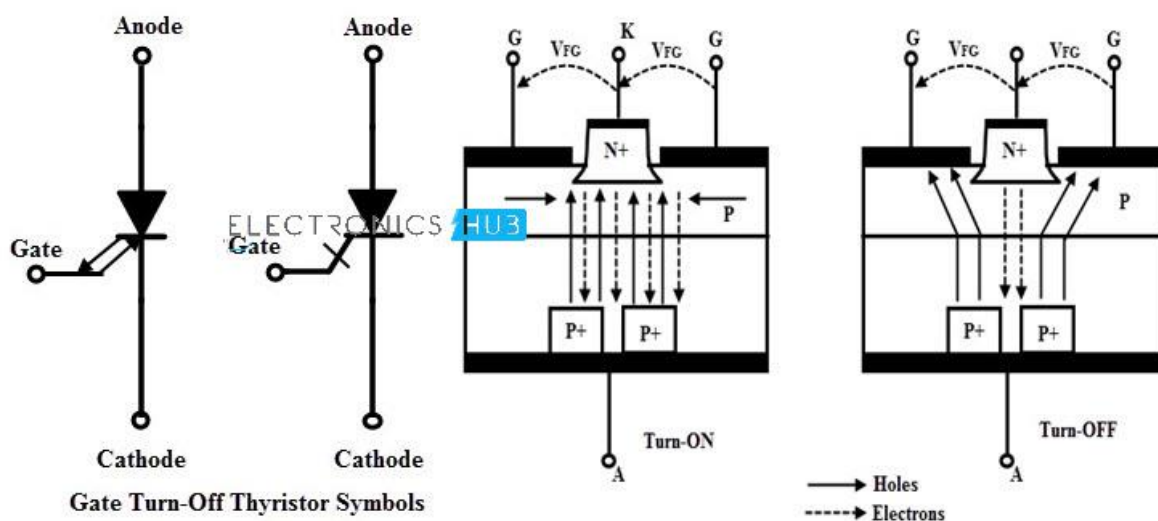 Anode
Gate
Cathode
Anode
Gate
Cathode
Gate Turn-Off Thyristor Symbols
ELECTRONICS HUB
G
VFG
K
VFG
G
N+
P
P+
P+
Turn-ON
A
G
VFG
VFG
G
N+
P
P+
P+
Turn-OFF
A
Holes
Electrons